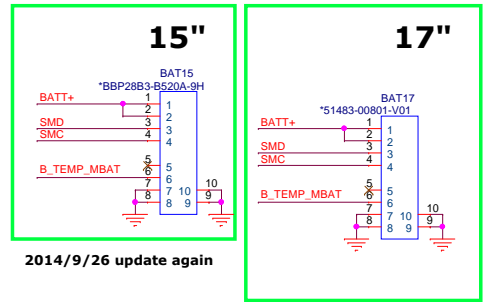 15"
BAT15
*BBP28B3-B520A-9H
BATT+ 1 1
2 2
SMD 3 3
SMC 4 4
5 5
B_TEMP_MBAT 6 6
7 7 10 10
8 8 9 9
2014/9/26 update again
17"
BAT17
*51483-00801-V01
BATT+ 1 1
2 2
SMD 3 3
SMC 4 4
5 5
B_TEMP_MBAT 6 6
7 7 10 10
8 8 9 9